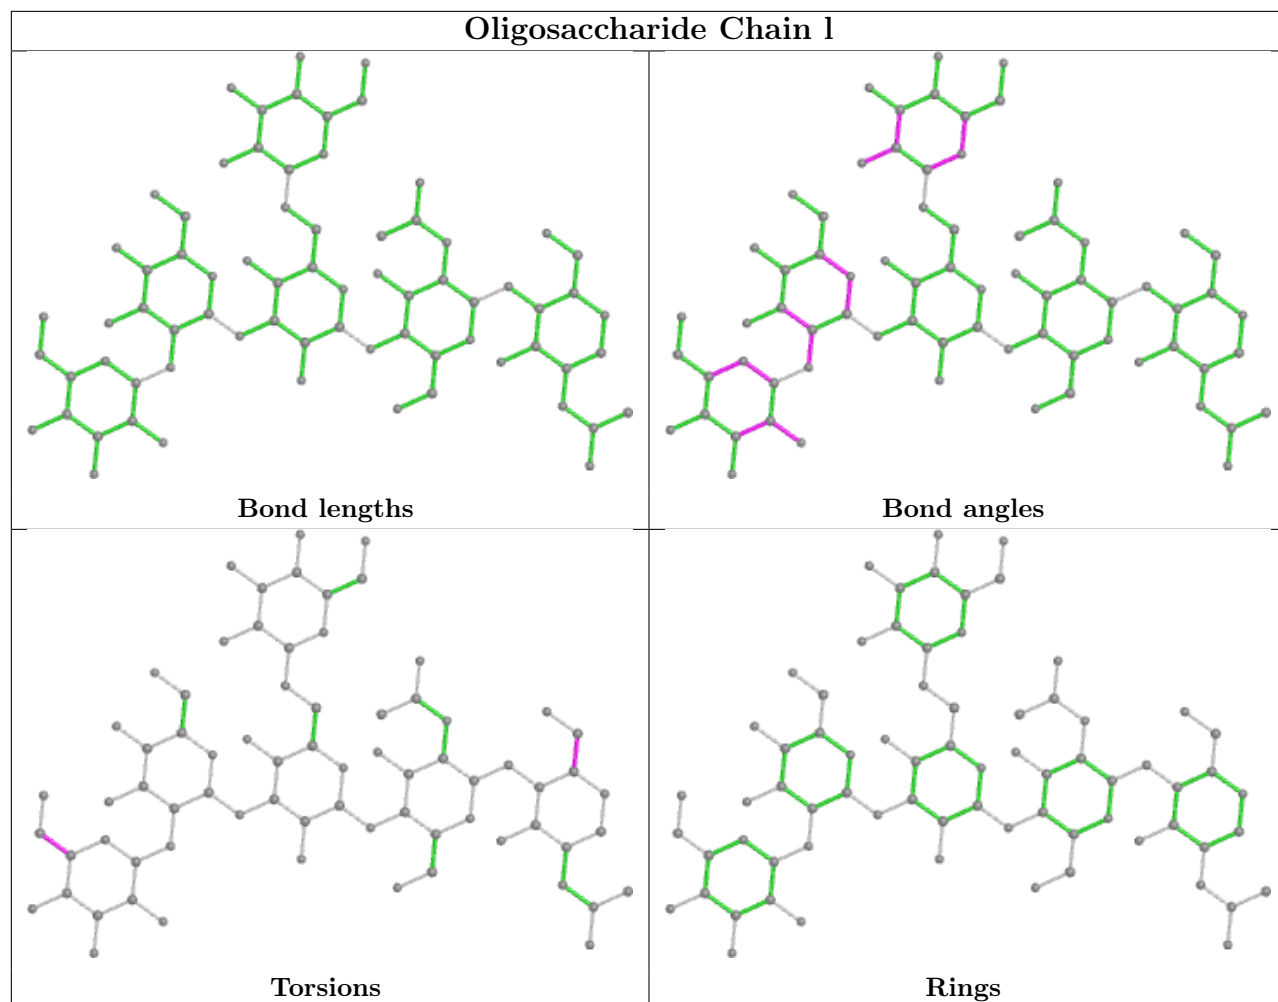 Oligosaccharide Chain l
Bond lengths
Bond angles
Torsions
Rings